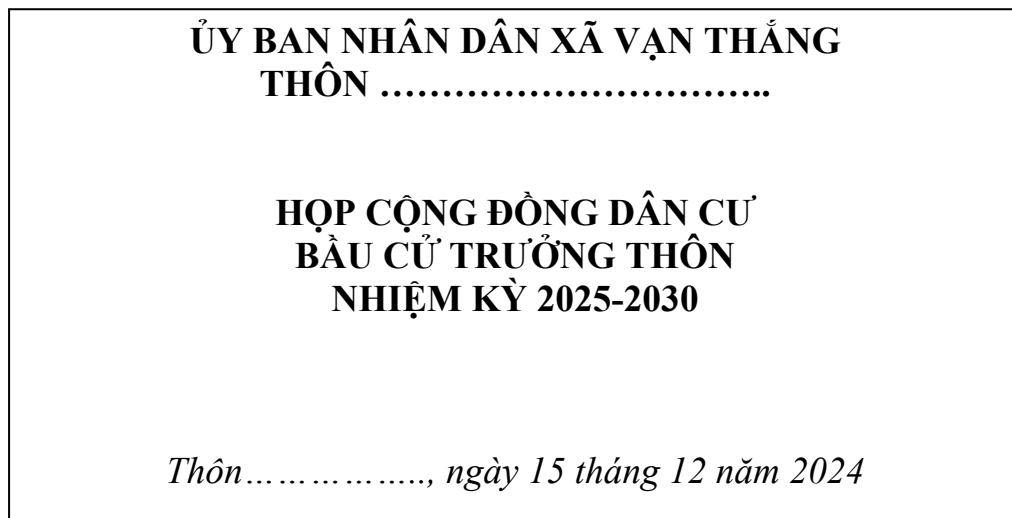 ỦY BAN NHÂN DÂN XÃ VẠN THẮNG
THÔN ……………………………..
HỌP CỘNG ĐỒNG DÂN CƯ
BẦU CỬ TRƯỞNG THÔN
NHIỆM KỲ 2025-2030
Thôn…………….., ngày 15 tháng 12 năm 2024